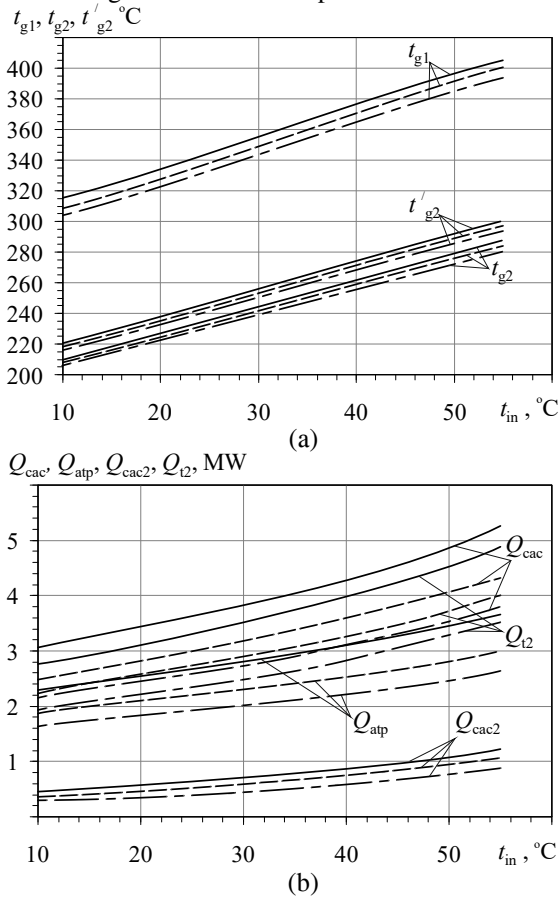 t_g1, t_g2, t′_g2 °C
400
t_g1
380
360
340
320
300
t′_g2
280
t_g2
260
240
220
200
10 20 30 40 50 t_in , °C
(a)
Q_cac, Q_atp, Q_cac2, Q_t2, MW
5
Q_cac
4
Q_t2
3
2
Q_atp
Q_cac2
1
10 20 30 40 50 t_in , °C
(b)